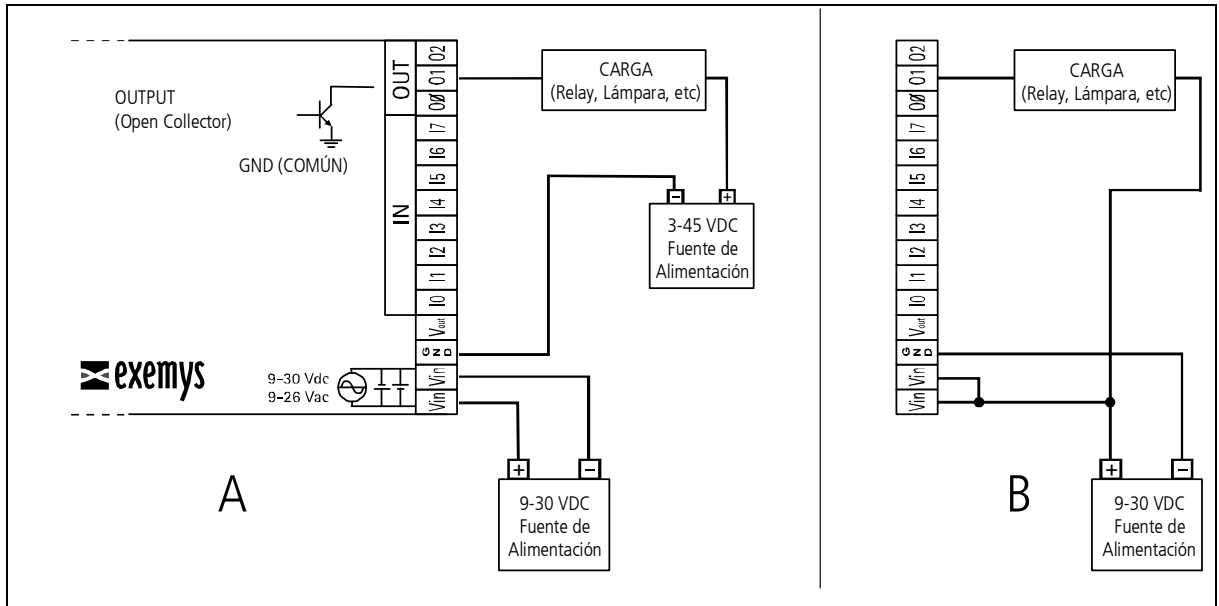 OUTPUT
(Open Collector)
GND (COMÚN)
OUT
IN
O2
O1
OØ
I7
I6
I5
I4
I3
I2
I1
I0
Vout
GND
Vin
Vin
CARGA
(Relay, Lámpara, etc)
- +
3-45 VDC
Fuente de
Alimentación
exemys
9-30 Vdc
9-26 Vac
+ -
9-30 VDC
Fuente de
Alimentación
A
O2
O1
OØ
I7
I6
I5
I4
I3
I2
I1
I0
Vout
GND
Vin
Vin
CARGA
(Relay, Lámpara, etc)
+ -
9-30 VDC
Fuente de
Alimentación
B